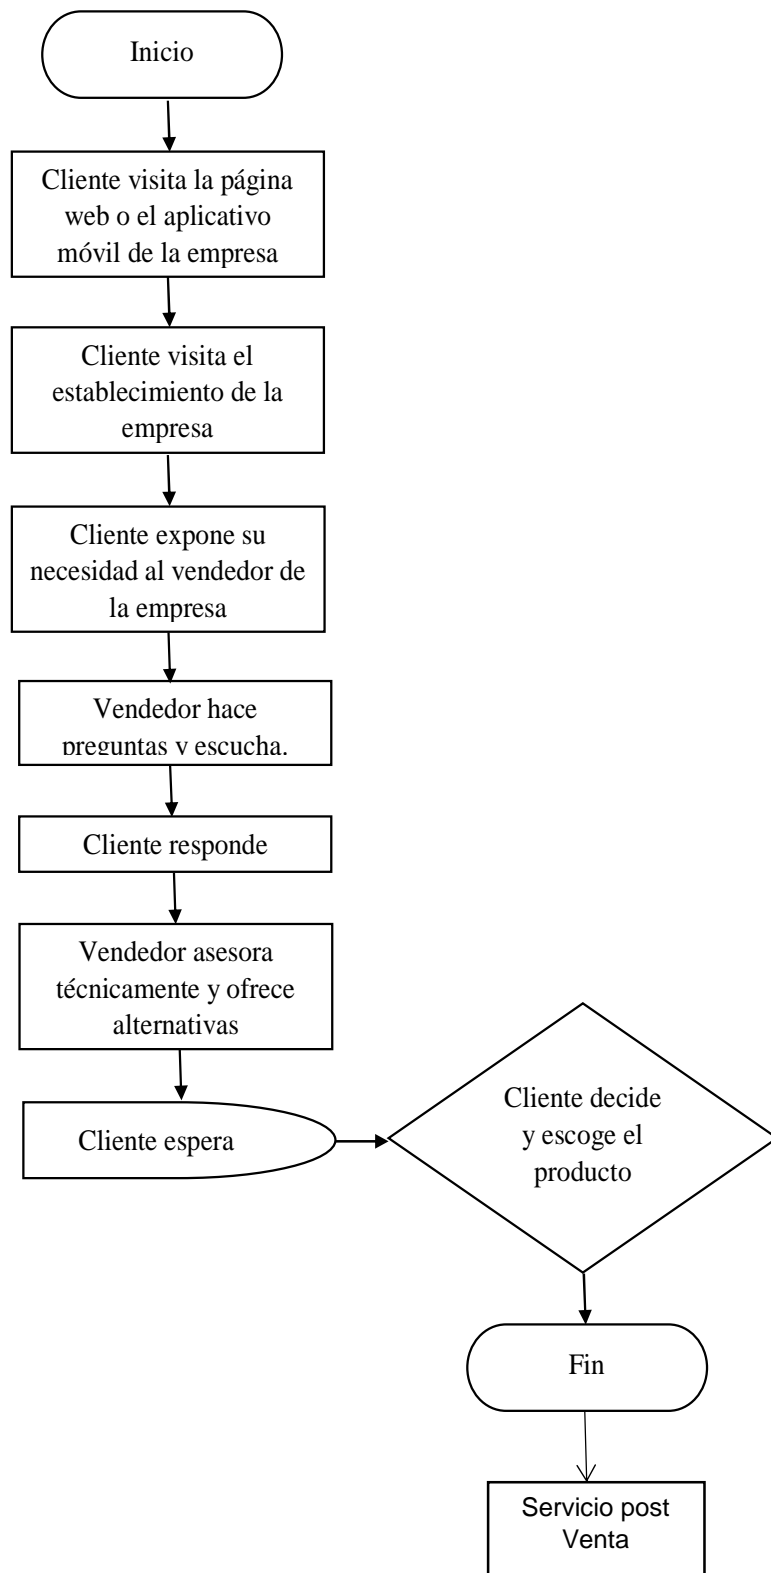 Inicio
Cliente visita la página
web o el aplicativo
móvil de la empresa
Cliente visita el
establecimiento de la
empresa
Cliente expone su
necesidad al vendedor de
la empresa
Vendedor hace
preguntas y escucha.
Cliente responde
Vendedor asesora
técnicamente y ofrece
alternativas
Cliente espera
Cliente decide
y escoge el
producto
Fin
Servicio post
Venta